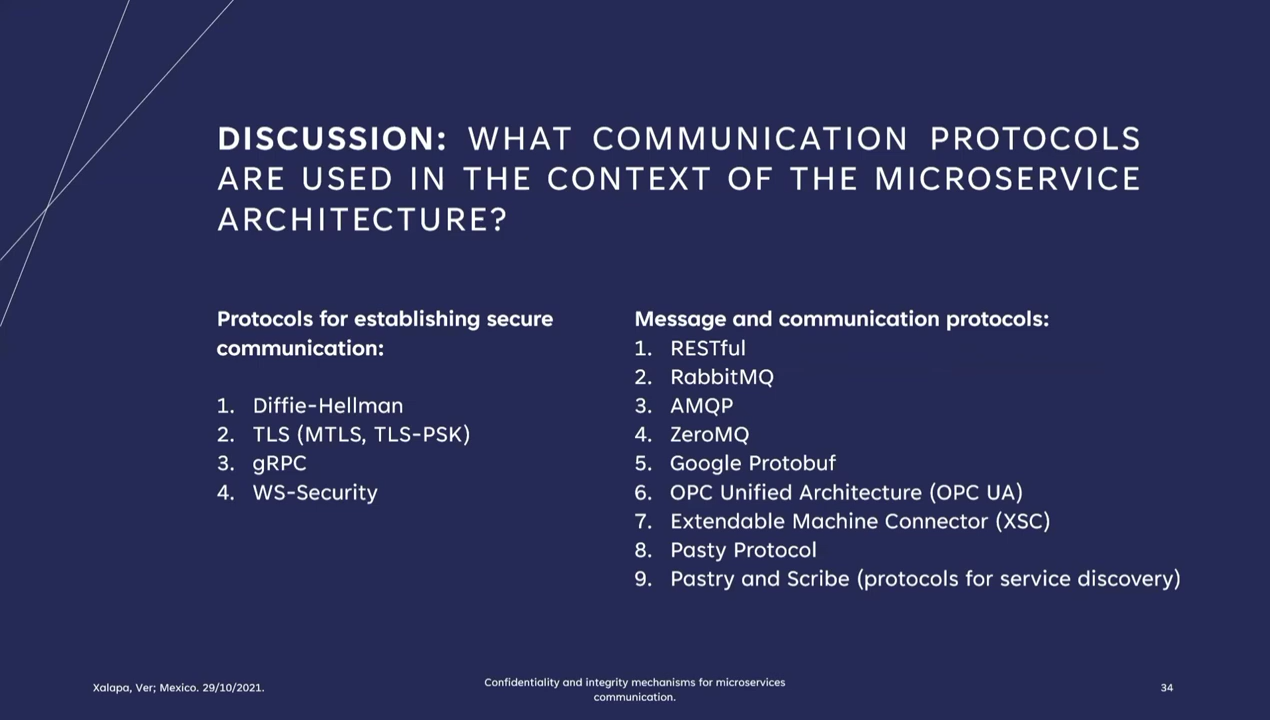 DISCUSSION: WHAT COMMUNICATION PROTOCOLS
ARE USED IN THE CONTEXT OF THE MICROSERVICE
ARCHITECTURE?
Protocols for establishing secure
communication:
1. Diffie-Hellman
2. TLS (MTLS, TLS-PSK)
3. gRPC
4. WS-Security
Message and communication protocols:
1. RESTful
2. RabbitMQ
3. AMQP
4. ZeroMQ
5. Google Protobuf
6. OPC Unified Architecture (OPC UA)
7. Extendable Machine Connector (XSC)
8. Pasty Protocol
9. Pastry and Scribe (protocols for service discovery)
Xalapa, Ver; Mexico. 29/10/2021.
Confidentiality and integrity mechanisms for microservices
communication.
34